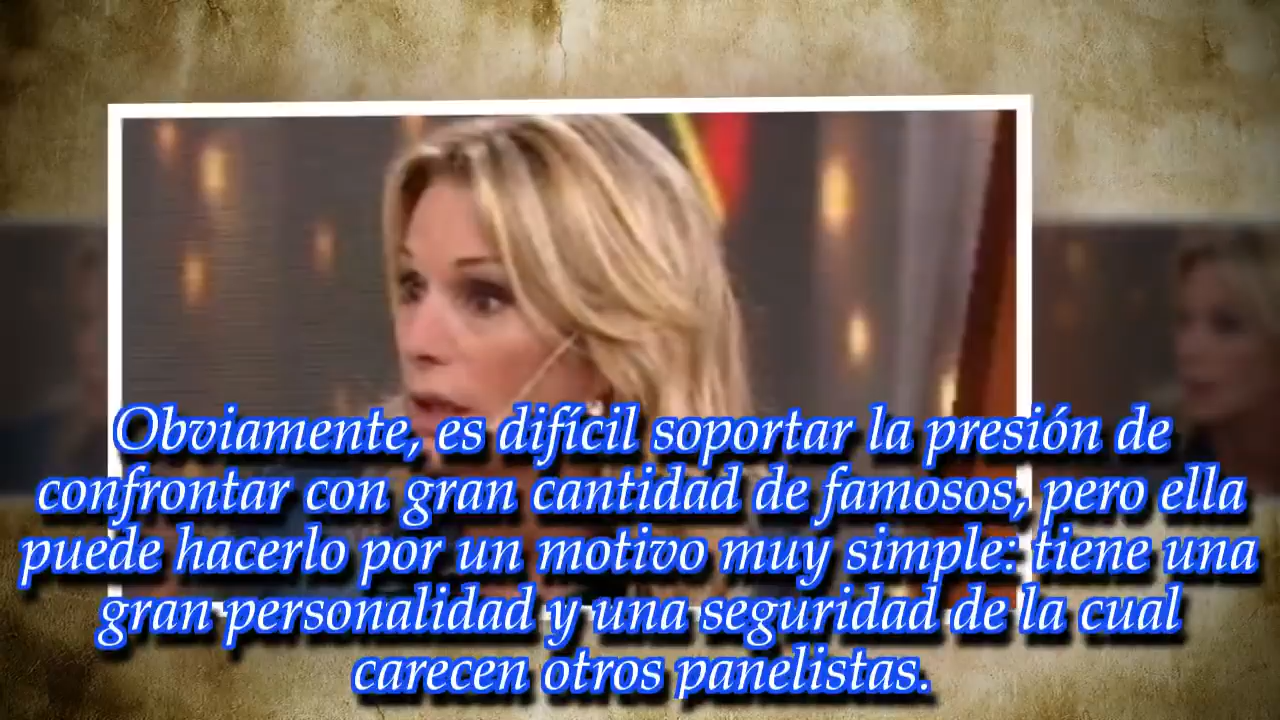 Obviamente, es difícil soportar la presión de
confrontar con gran cantidad de famosos, pero ella
puede hacerlo por un motivo muy simple: tiene una
gran personalidad y una seguridad de la cual
carecen otros panelistas.